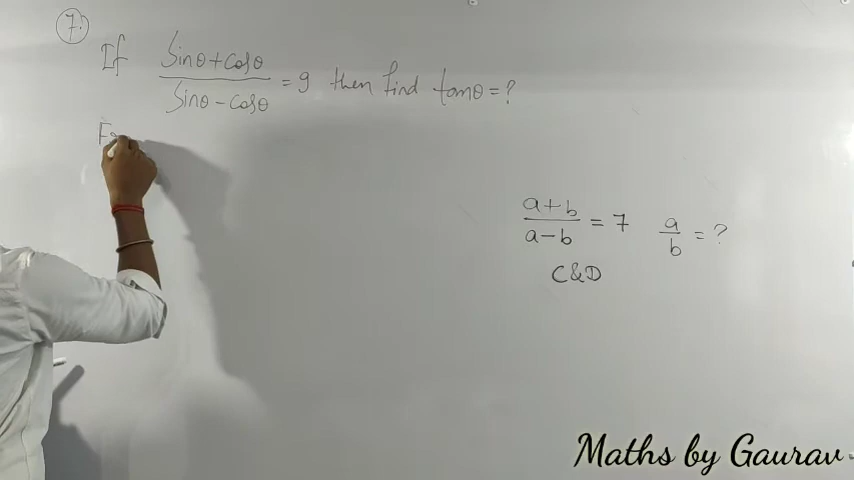 7.
If (sinθ + cosθ)/(sinθ - cosθ) = 9 then find tanθ = ?
(a+b)/(a-b) = 7 a/b = ?
C&D
Maths by Gaurav